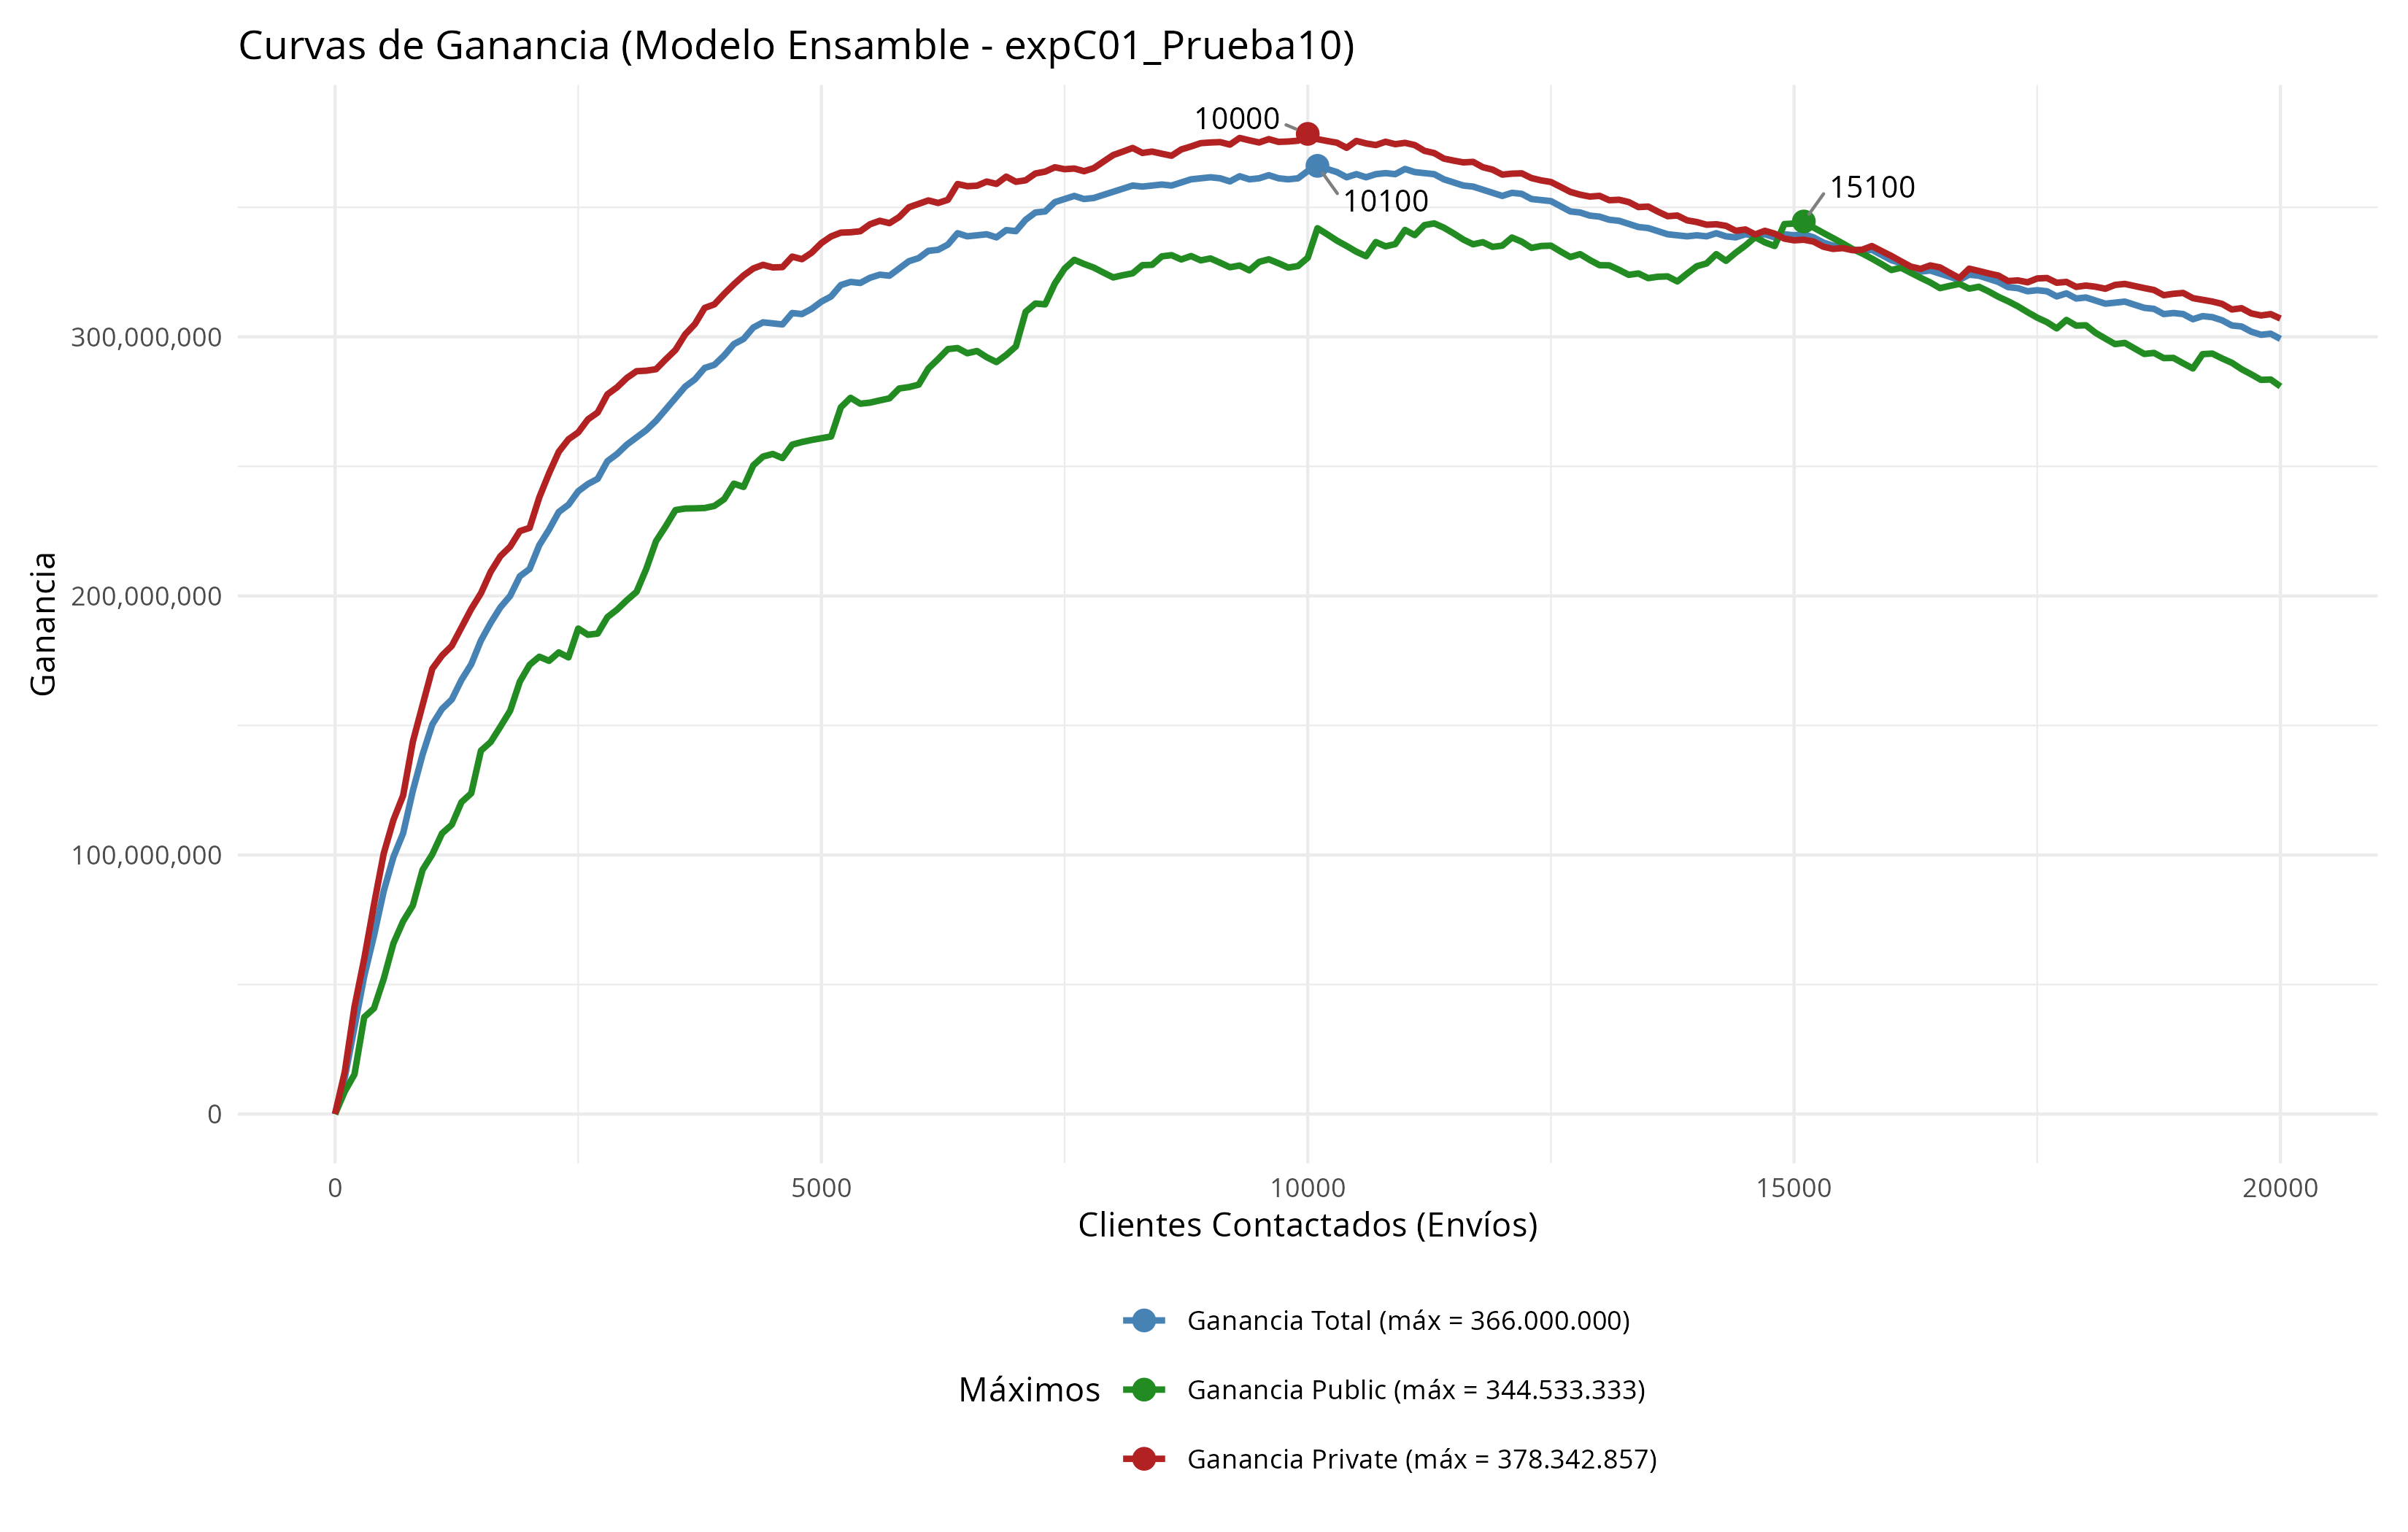 Curvas de Ganancia (Modelo Ensamble - expC01_Prueba10)
10000
10100
15100
Ganancia
300,000,000
200,000,000
100,000,000
0
0 5000 10000 15000 20000
Clientes Contactados (Envíos)
Máximos
Ganancia Total (máx = 366.000.000)
Ganancia Public (máx = 344.533.333)
Ganancia Private (máx = 378.342.857)